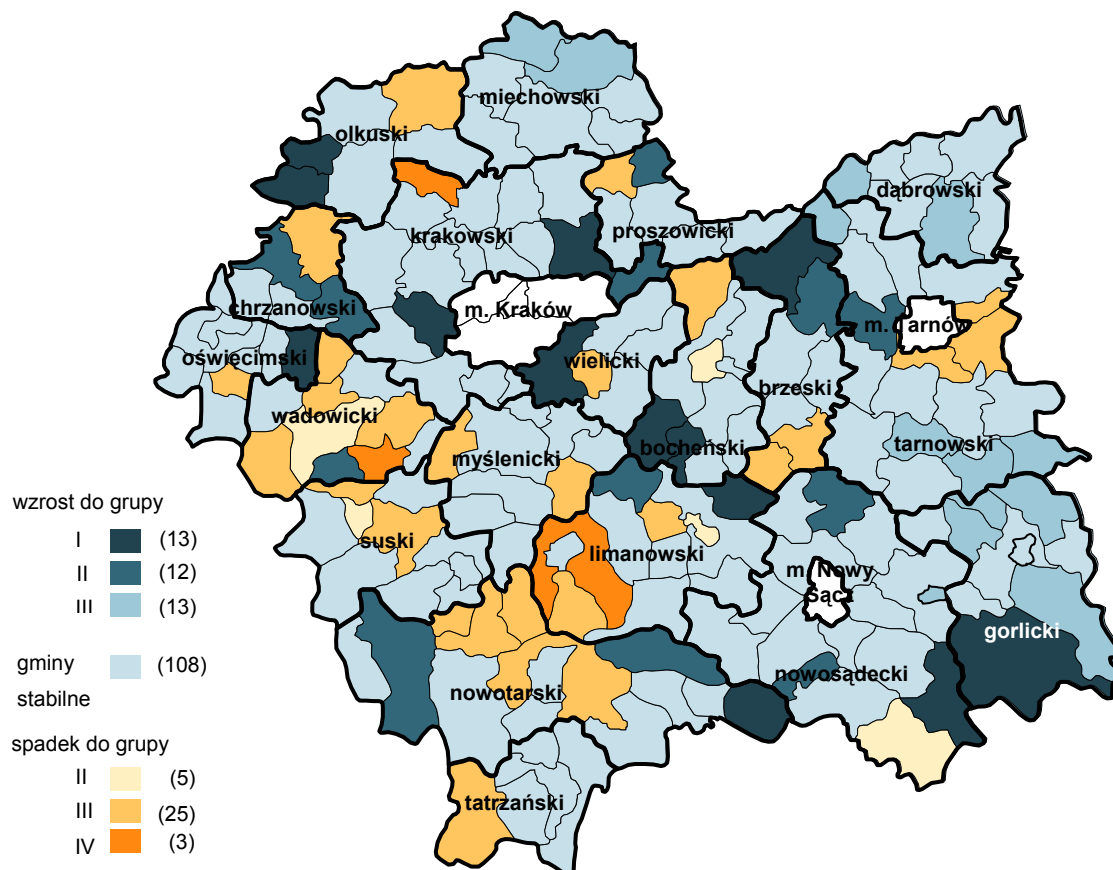 miechowski
olkuski
dąbrowski
krakowski
proszowicki
chrzanowski
m. Kraków
m. Tarnów
oświęcimski
wielicki
brzeski
wadowicki
bocheński
tarnowski
myślenicki
suski
limanowski
m. Nowy
Sącz
gorlicki
nowotarski
nowosądecki
tatrzański
wzrost do grupy
I (13)
II (12)
III (13)
gminy (108)
stabilne
spadek do grupy
II (5)
III (25)
IV (3)